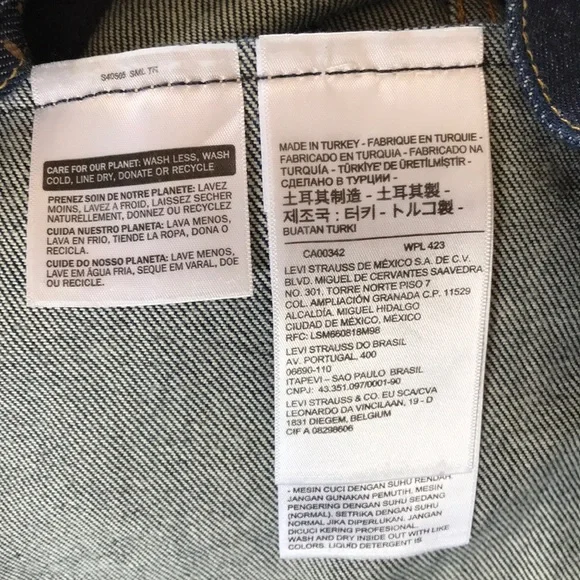 S40505 SML TR
CARE FOR OUR PLANET: WASH LESS, WASH
COLD, LINE DRY, DONATE OR RECYCLE
PRENEZ SOIN DE NOTRE PLANETE: LAVEZ
MOINS, LAVEZ A FROID, LAISSEZ SECHER
NATURELLEMENT, DONNEZ OU RECYCLEZ
CUIDA NUESTRO PLANETA: LAVA MENOS,
LAVA EN FRIO, TIENDE LA ROPA, DONA O
RECICLA.
CUIDE DO NOSSO PLANETA: LAVE MENOS,
LAVE EM ÁGUA FRIA, SEQUE EM VARAL, DOE
OU RECICLE.
MADE IN TURKEY - FABRIQUE EN TURQUIE -
FABRICADO EN TURQUIA - FABRICADO NA
TURQUÍA - TÜRKİYE'DE ÜRETİLMİŞTİR -
СДЕЛАНО В ТУРЦИИ -
土耳其制造 - 土耳其製 -
제조국 : 터키 - トルコ製 -
BUATAN TURKI
CA00342 WPL 423
LEVI STRAUSS DE MÉXICO S.A. DE C.V.
BLVD. MIGUEL DE CERVANTES SAAVEDRA
NO. 301, TORRE NORTE PISO 7
COL. AMPLIACIÓN GRANADA C.P. 11529
ALCALDÍA. MIGUEL HIDALGO
CIUDAD DE MÉXICO, MÉXICO
RFC: LSM660818M98
LEVI STRAUSS DO BRASIL
AV. PORTUGAL, 400
06690-110
ITAPEVI - SAO PAULO BRASIL
CNPJ: 43.351.097/0001-90
LEVI STRAUSS & CO. EU SCA/CVA
LEONARDO DA VINCILAAN, 19 - D
1831 DIEGEM, BELGIUM
CIF A 08298606
- MESIN CUCI DENGAN SUHU RENDAH
JANGAN GUNAKAN PEMUTIH, MESIN
PENGERING DENGAN SUHU SEDANG
(NORMAL). SETRIKA DENGAN SUHU
NORMAL JIKA DIPERLUKAN. JANGAN
DICUCI KERING PROFESIONAL.
WASH AND DRY INSIDE OUT WITH LIKE
COLORS. LIQUID DETERGENT IS